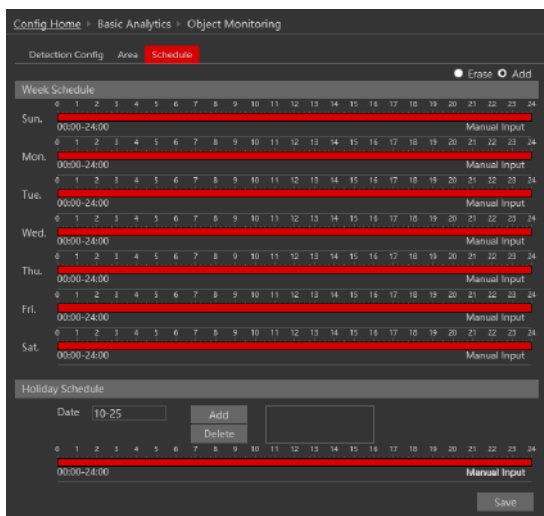 Config Home ▸ Basic Analytics ▸ Object Monitoring
Detection Config Area Schedule
Erase Add
Week Schedule
0 1 2 3 4 5 6 7 8 9 10 11 12 13 14 15 16 17 18 19 20 21 22 23 24
Sun.
00:00-24:00 Manual Input
0 1 2 3 4 5 6 7 8 9 10 11 12 13 14 15 16 17 18 19 20 21 22 23 24
Mon.
00:00-24:00 Manual Input
0 1 2 3 4 5 6 7 8 9 10 11 12 13 14 15 16 17 18 19 20 21 22 23 24
Tue.
00:00-24:00 Manual Input
0 1 2 3 4 5 6 7 8 9 10 11 12 13 14 15 16 17 18 19 20 21 22 23 24
Wed.
00:00-24:00 Manual Input
0 1 2 3 4 5 6 7 8 9 10 11 12 13 14 15 16 17 18 19 20 21 22 23 24
Thu.
00:00-24:00 Manual Input
0 1 2 3 4 5 6 7 8 9 10 11 12 13 14 15 16 17 18 19 20 21 22 23 24
Fri.
00:00-24:00 Manual Input
0 1 2 3 4 5 6 7 8 9 10 11 12 13 14 15 16 17 18 19 20 21 22 23 24
Sat.
00:00-24:00 Manual Input
Holiday Schedule
Date 10-25 Add
Delete
0 1 2 3 4 5 6 7 8 9 10 11 12 13 14 15 16 17 18 19 20 21 22 23 24
00:00-24:00 Manual Input
Save